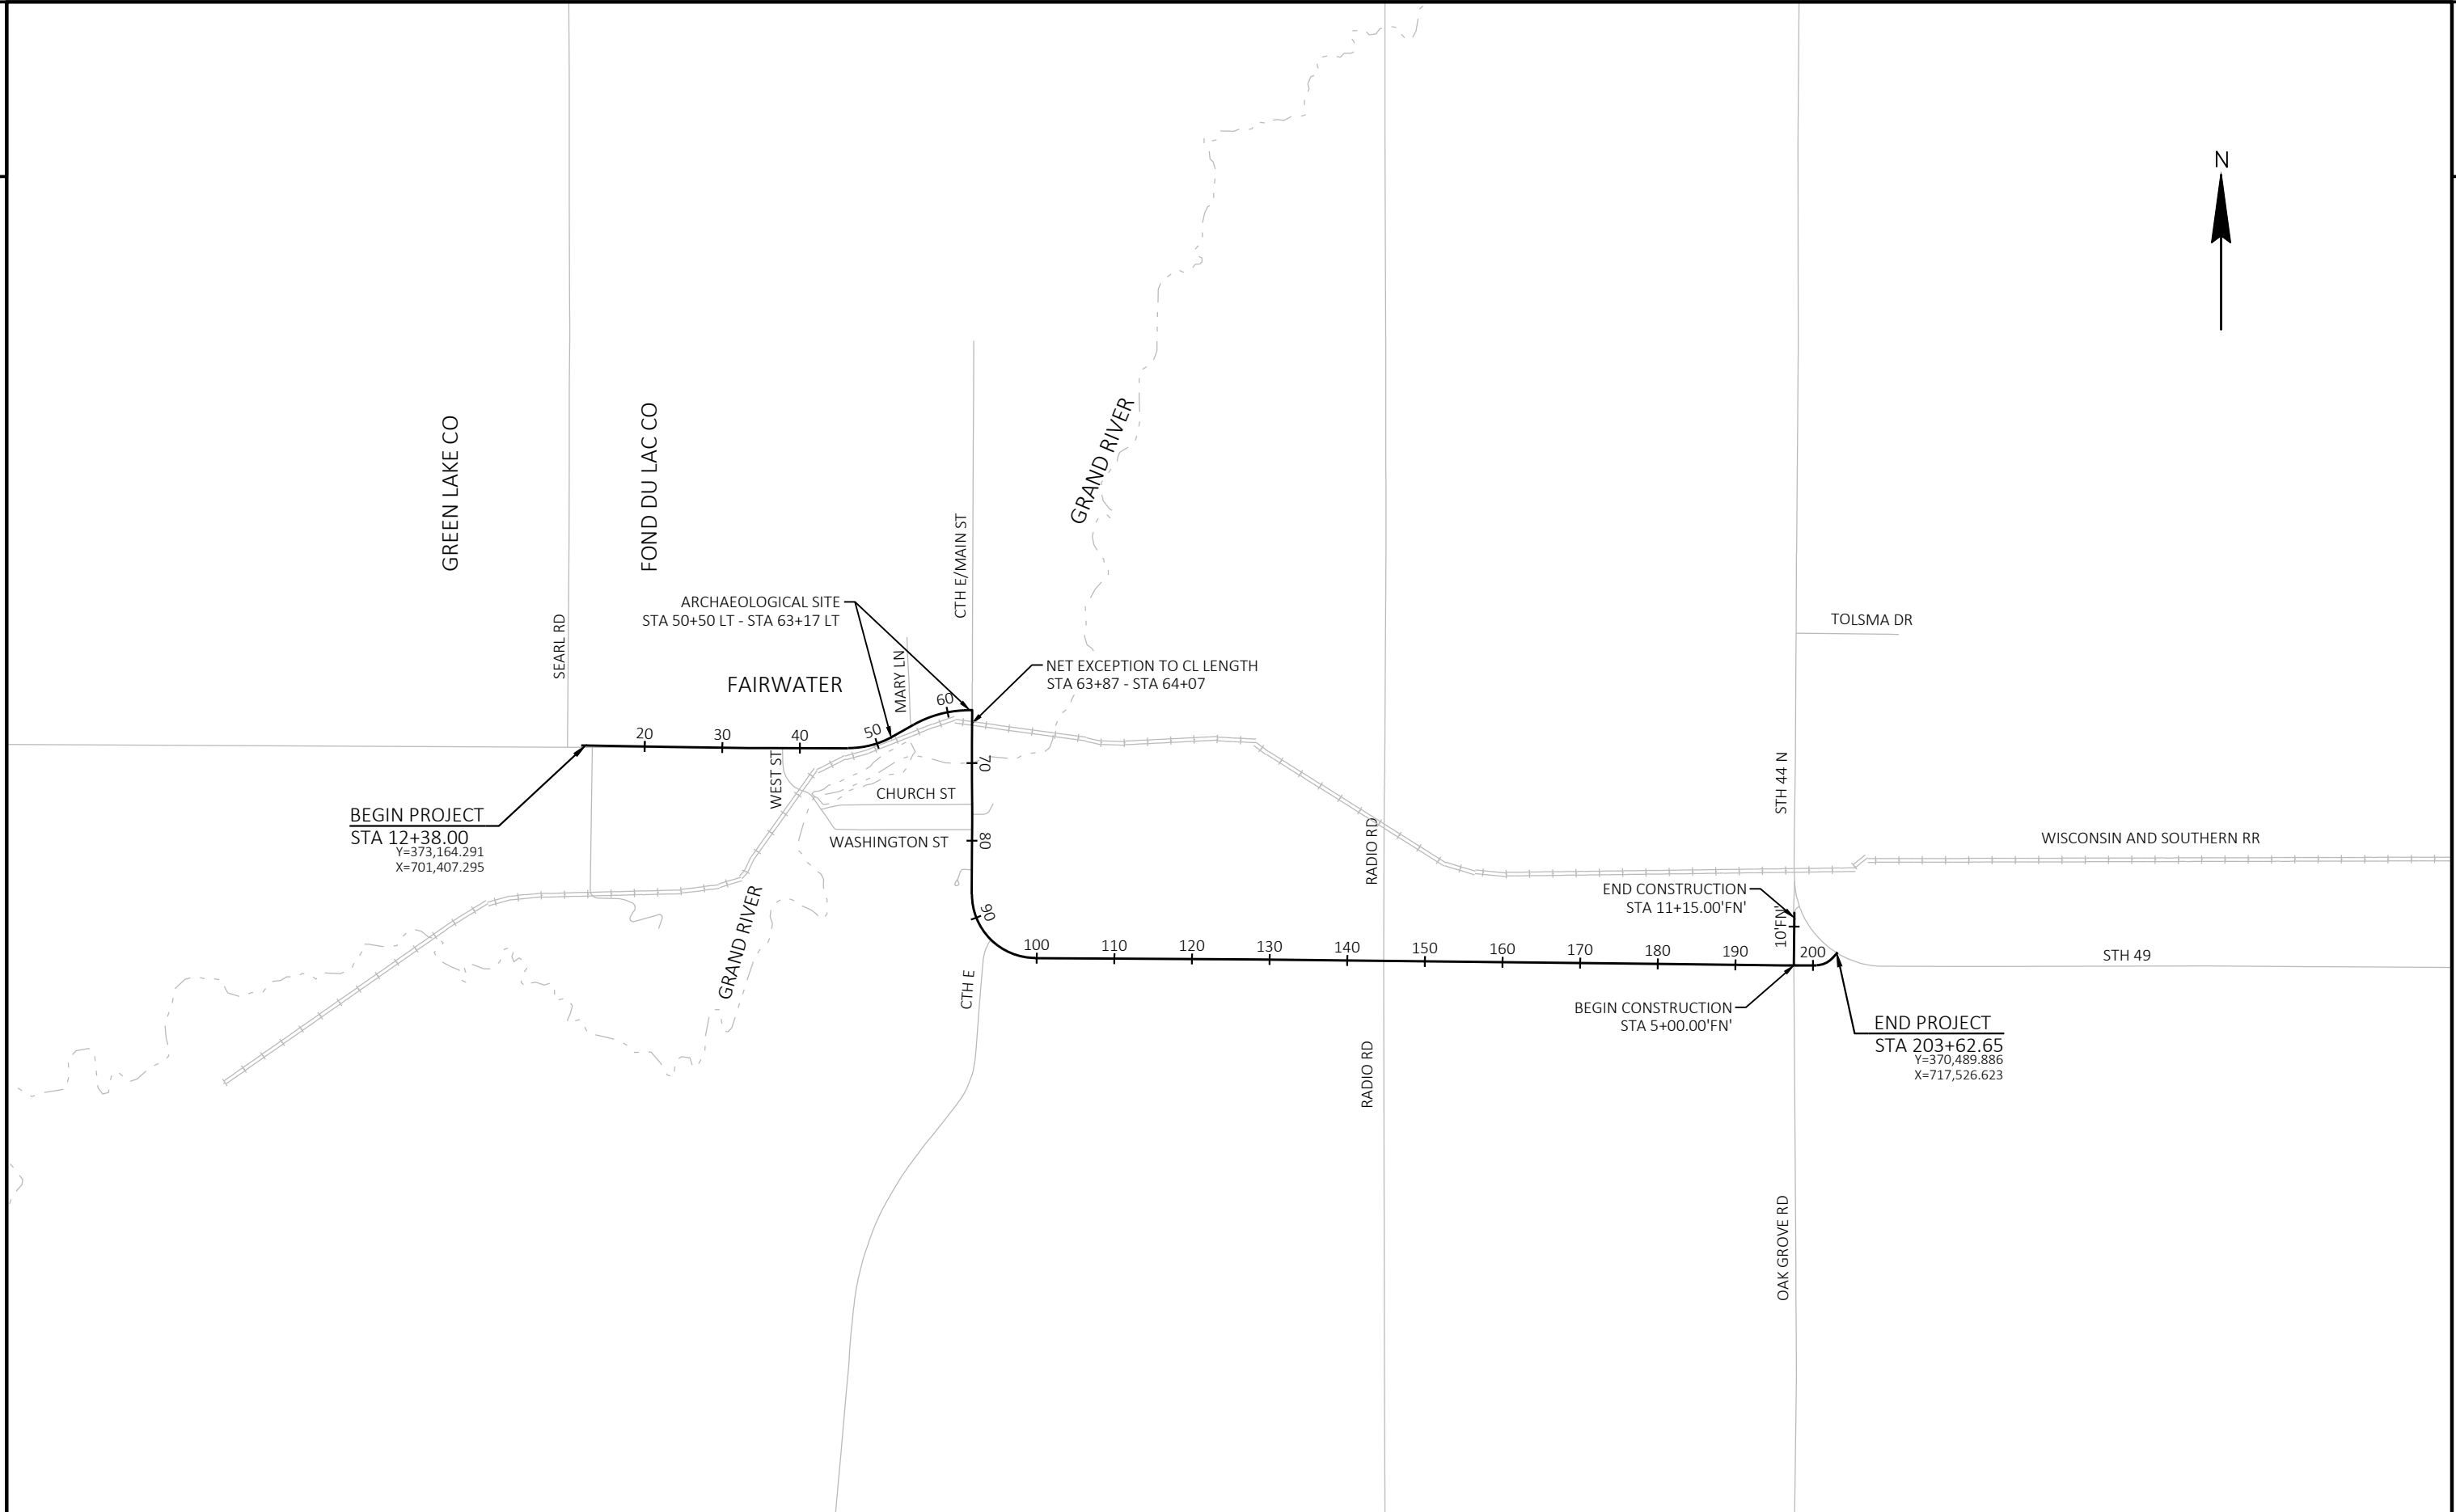 N
GREEN LAKE CO
FOND DU LAC CO
GRAND RIVER
CTH E/MAIN ST
ARCHAEOLOGICAL SITE
STA 50+50 LT - STA 63+17 LT
SEARL RD
TOLSMA DR
MARY LN
NET EXCEPTION TO CL LENGTH
STA 63+87 - STA 64+07
FAIRWATER
20
30
40
50
60
70
80
90
WEST ST
CHURCH ST
WASHINGTON ST
STH 44 N
BEGIN PROJECT
STA 12+38.00
Y=373,164.291
X=701,407.295
RADIO RD
WISCONSIN AND SOUTHERN RR
END CONSTRUCTION
STA 11+15.00'FN'
10'FN'
GRAND RIVER
CTH E
100
110
120
130
140
150
160
170
180
190
200
STH 49
BEGIN CONSTRUCTION
STA 5+00.00'FN'
END PROJECT
STA 203+62.65
Y=370,489.886
X=717,526.623
RADIO RD
OAK GROVE RD